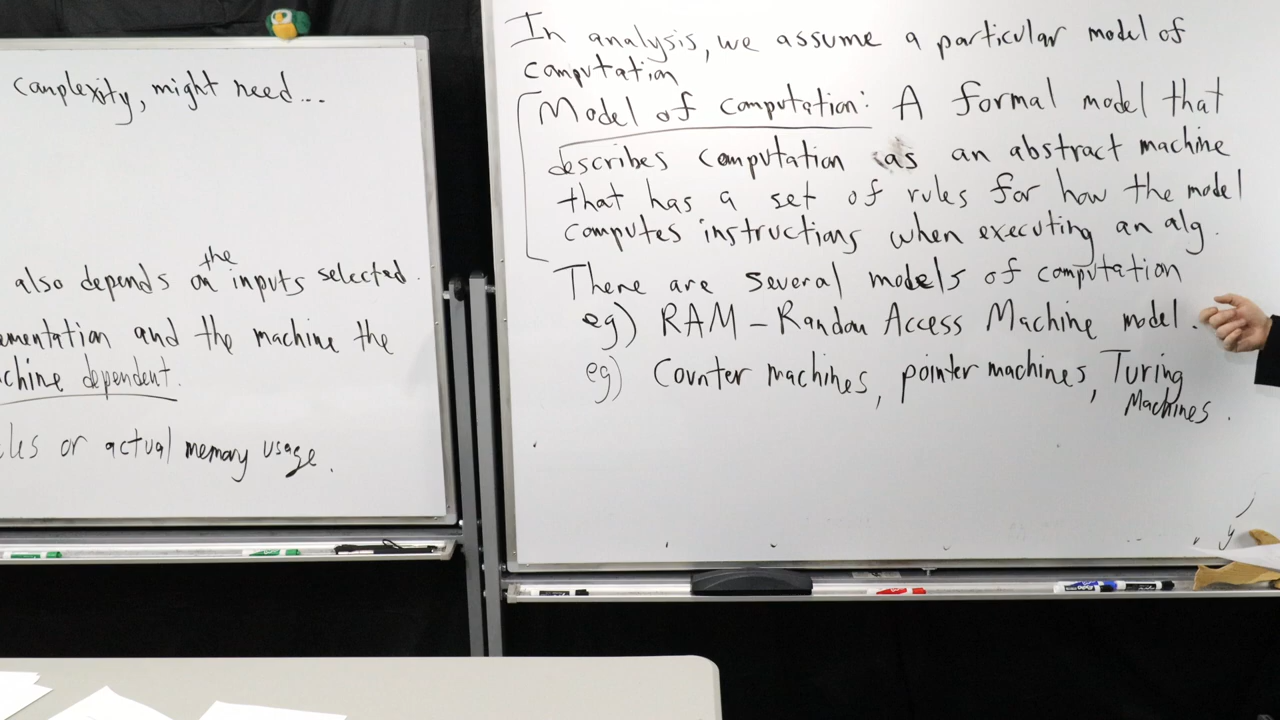 complexity, might need...
also depends on the inputs selected.
ementation and the machine the
chine dependent.
les or actual memory usage.
In analysis, we assume a particular model of
computation
Model of computation: A formal model that
describes computation as an abstract machine
that has a set of rules for how the model
computes instructions when executing an alg.
There are several models of computation
eg) RAM - Random Access Machine model.
eg) Counter machines, pointer machines, Turing
Machines.